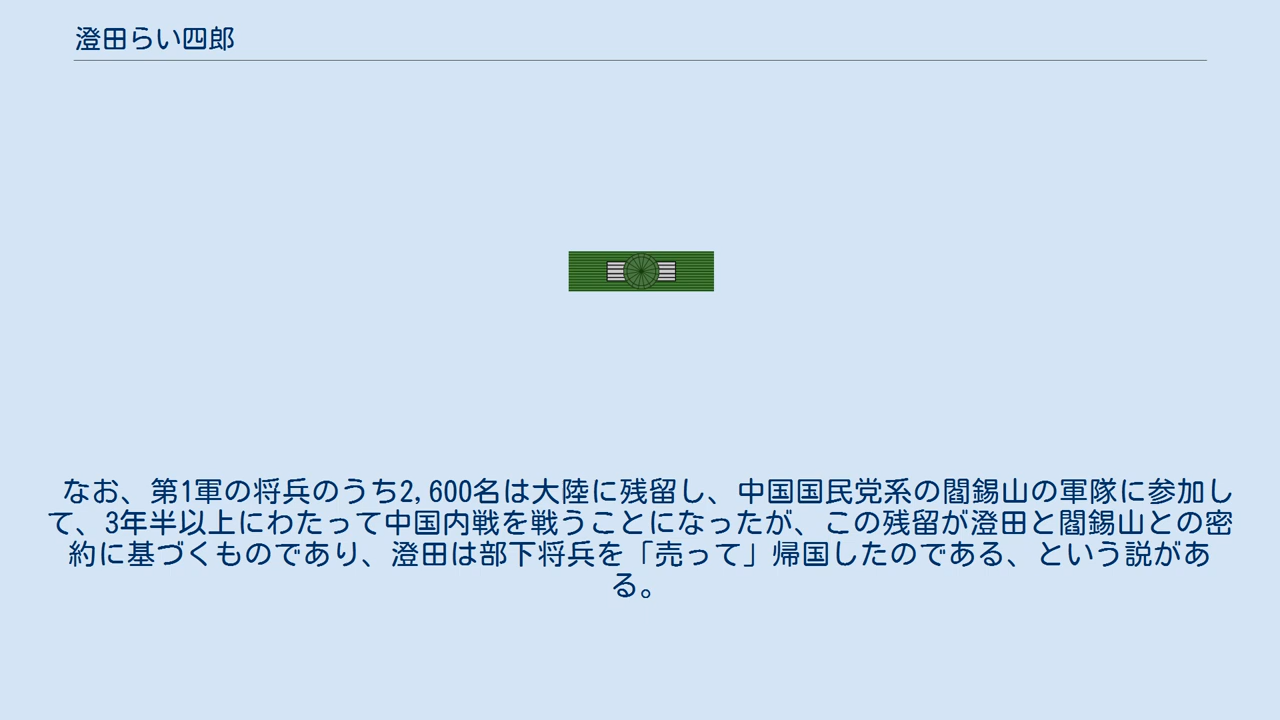 澄田らい四郎
なお、第1軍の将兵のうち2,600名は大陸に残留し、中国国民党系の閻錫山の軍隊に参加し
て、3年半以上にわたって中国内戦を戦うことになったが、この残留が澄田と閻錫山との密
約に基づくものであり、澄田は部下将兵を「売って」帰国したのである、という説があ
る。